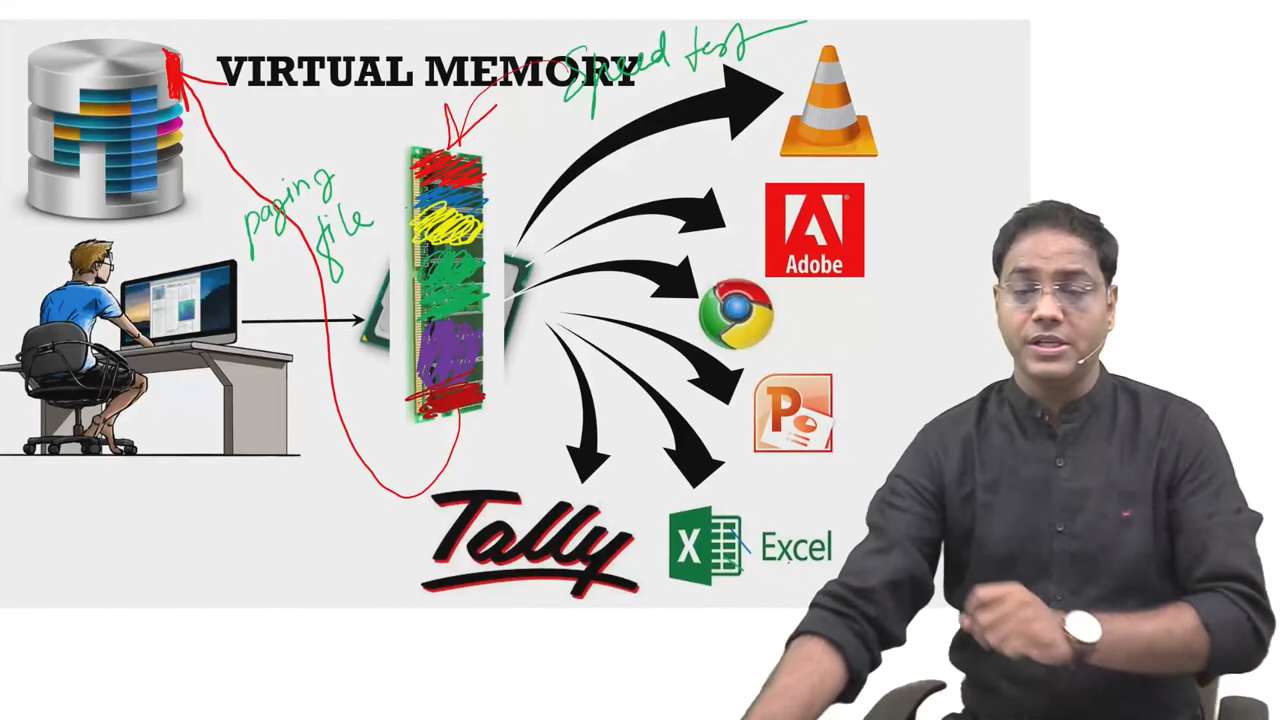 VIRTUAL MEMORY
Speed test
paging
file
Adobe
P
Tally
X
Excel